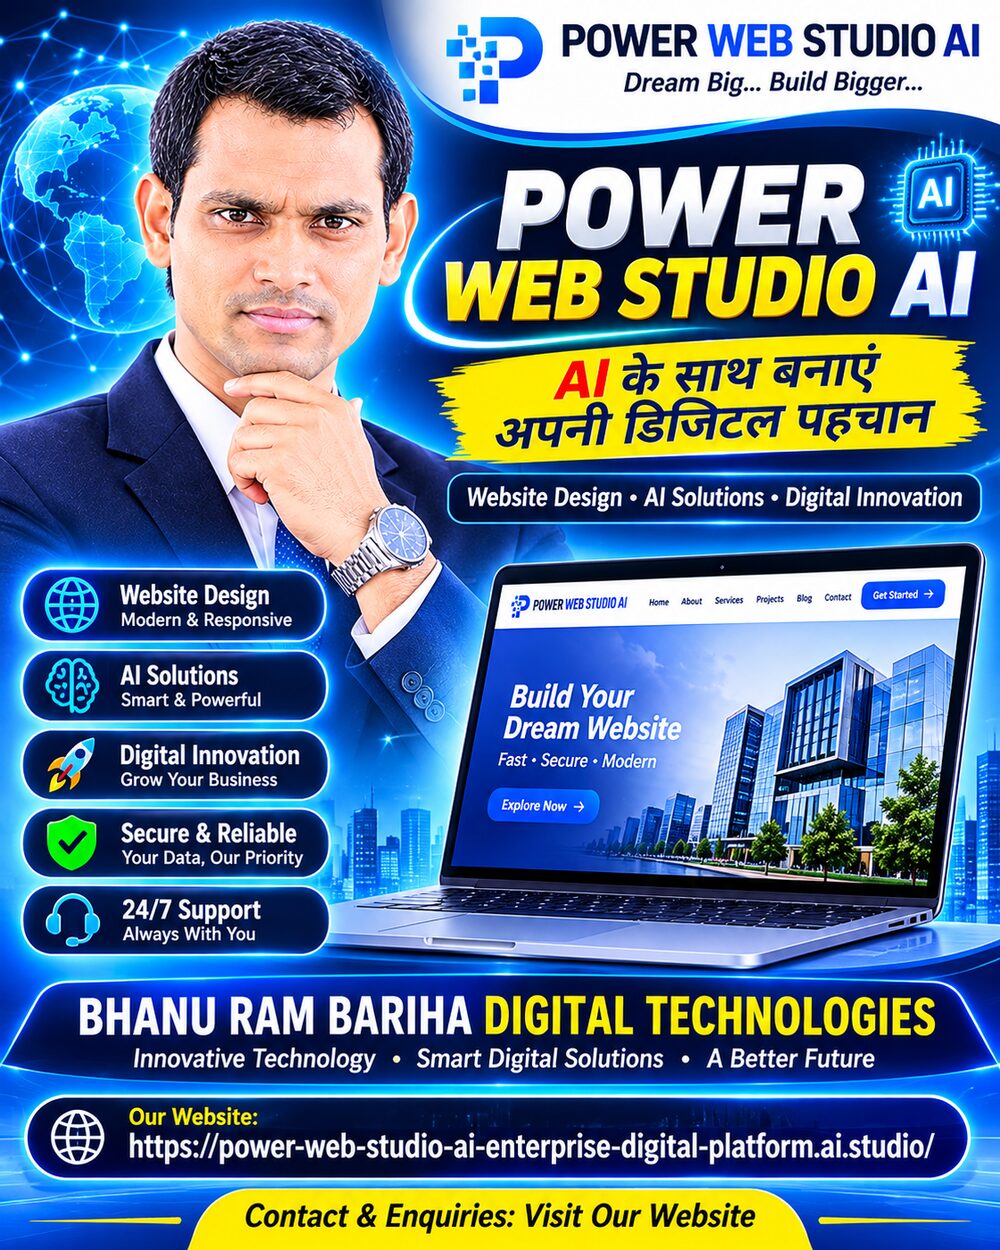 POWER WEB STUDIO AI
Dream Big... Build Bigger...
POWER
AI
WEB STUDIO AI
AI के साथ बनाएं
अपनी डिजिटल पहचान
Website Design • AI Solutions • Digital Innovation
Website Design
Modern & Responsive
AI Solutions
Smart & Powerful
Digital Innovation
Grow Your Business
Secure & Reliable
Your Data, Our Priority
24/7 Support
Always With You
POWER WEB STUDIO AI Home About Services Projects Blog Contact Get Started →
Build Your
Dream Website
Fast • Secure • Modern
Explore Now →
BHANU RAM BARIHA DIGITAL TECHNOLOGIES
Innovative Technology • Smart Digital Solutions • A Better Future
Our Website:
https://power-web-studio-ai-enterprise-digital-platform.ai.studio/
Contact & Enquiries: Visit Our Website